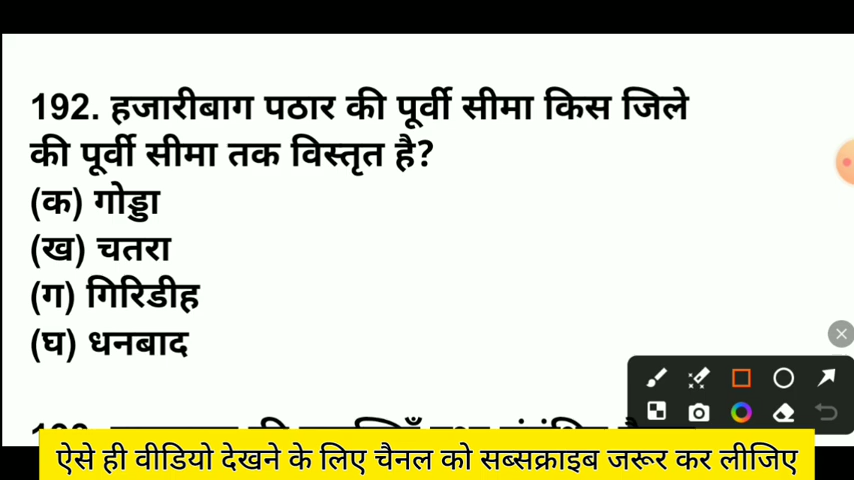 192. हजारीबाग पठार की पूर्वी सीमा किस जिले
की पूर्वी सीमा तक विस्तृत है?
(क) गोड्डा
(ख) चतरा
(ग) गिरिडीह
(घ) धनबाद
ऐसे ही वीडियो देखने के लिए चैनल को सब्सक्राइब जरूर कर लीजिए